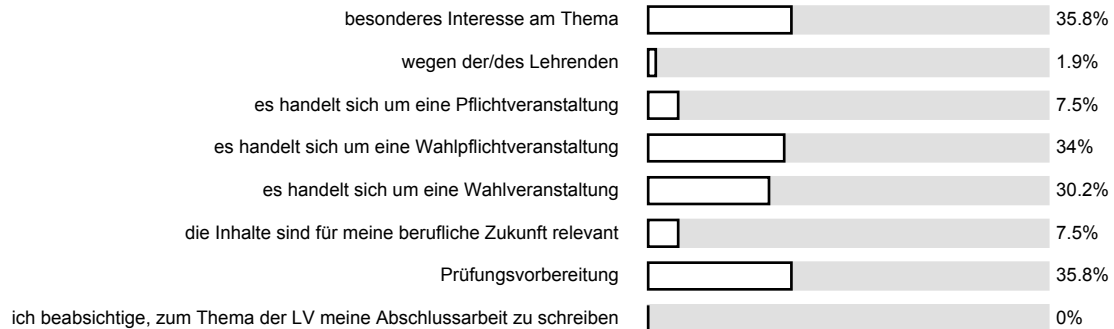 besonderes Interesse am Thema 35.8%
wegen der/des Lehrenden 1.9%
es handelt sich um eine Pflichtveranstaltung 7.5%
es handelt sich um eine Wahlpflichtveranstaltung 34%
es handelt sich um eine Wahlveranstaltung 30.2%
die Inhalte sind für meine berufliche Zukunft relevant 7.5%
Prüfungsvorbereitung 35.8%
ich beabsichtige, zum Thema der LV meine Abschlussarbeit zu schreiben 0%